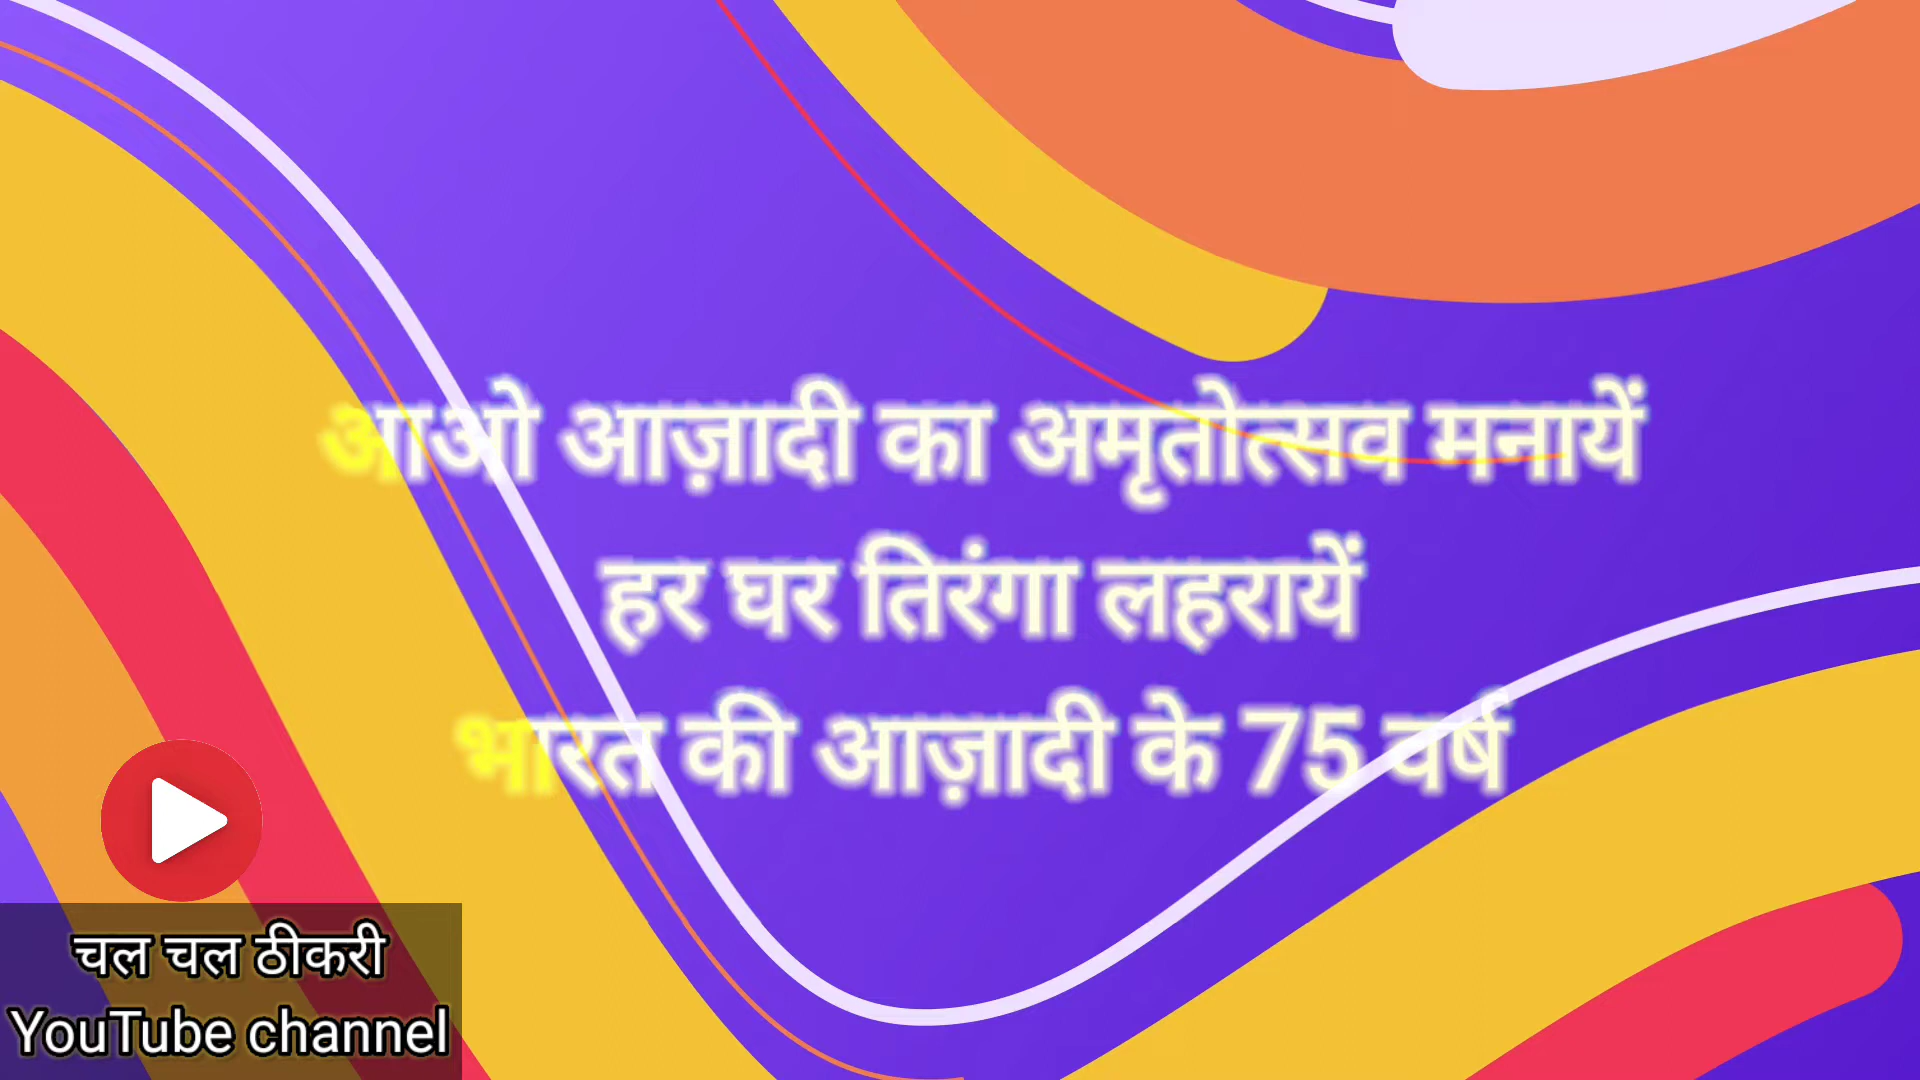 आओ आज़ादी का अमृतोत्सव मनायें
हर घर तिरंगा लहरायें
भारत की आज़ादी के 75 वर्ष
चल चल ठीकरी
YouTube channel